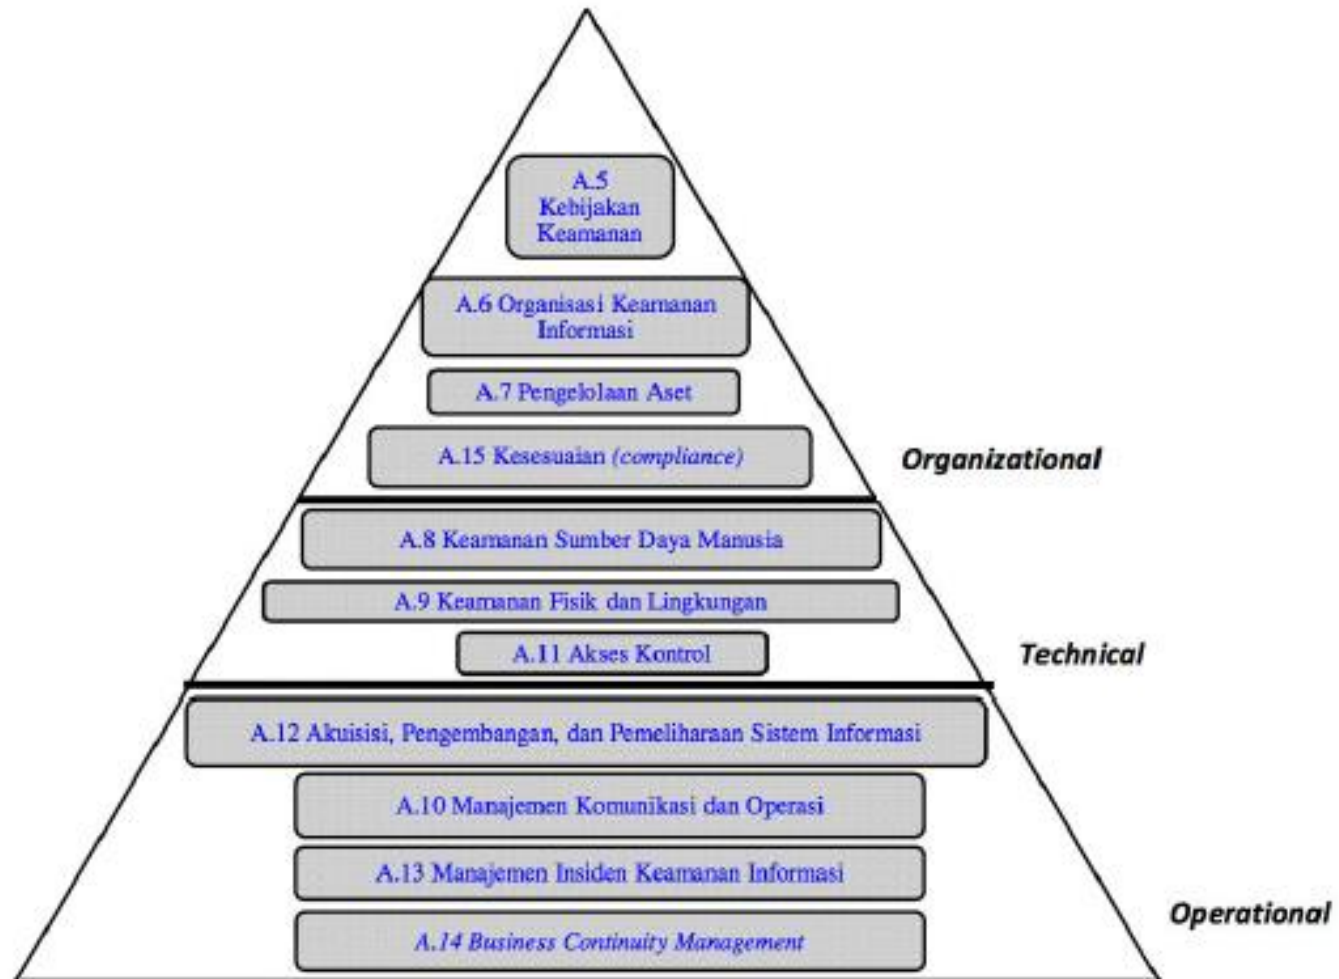 A.5
Kebijakan
Keamanan
A.6 Organisasi Keamanan
Informasi
A.7 Pengelolaan Aset
A.15 Kesesuaian (compliance)
Organizational
A.8 Keamanan Sumber Daya Manusia
A.9 Keamanan Fisik dan Lingkungan
A.11 Akses Kontrol
Technical
A.12 Akuisisi, Pengembangan, dan Pemeliharaan Sistem Informasi
A.10 Manajemen Komunikasi dan Operasi
A.13 Manajemen Insiden Keamanan Informasi
Operational
A.14 Business Continuity Management